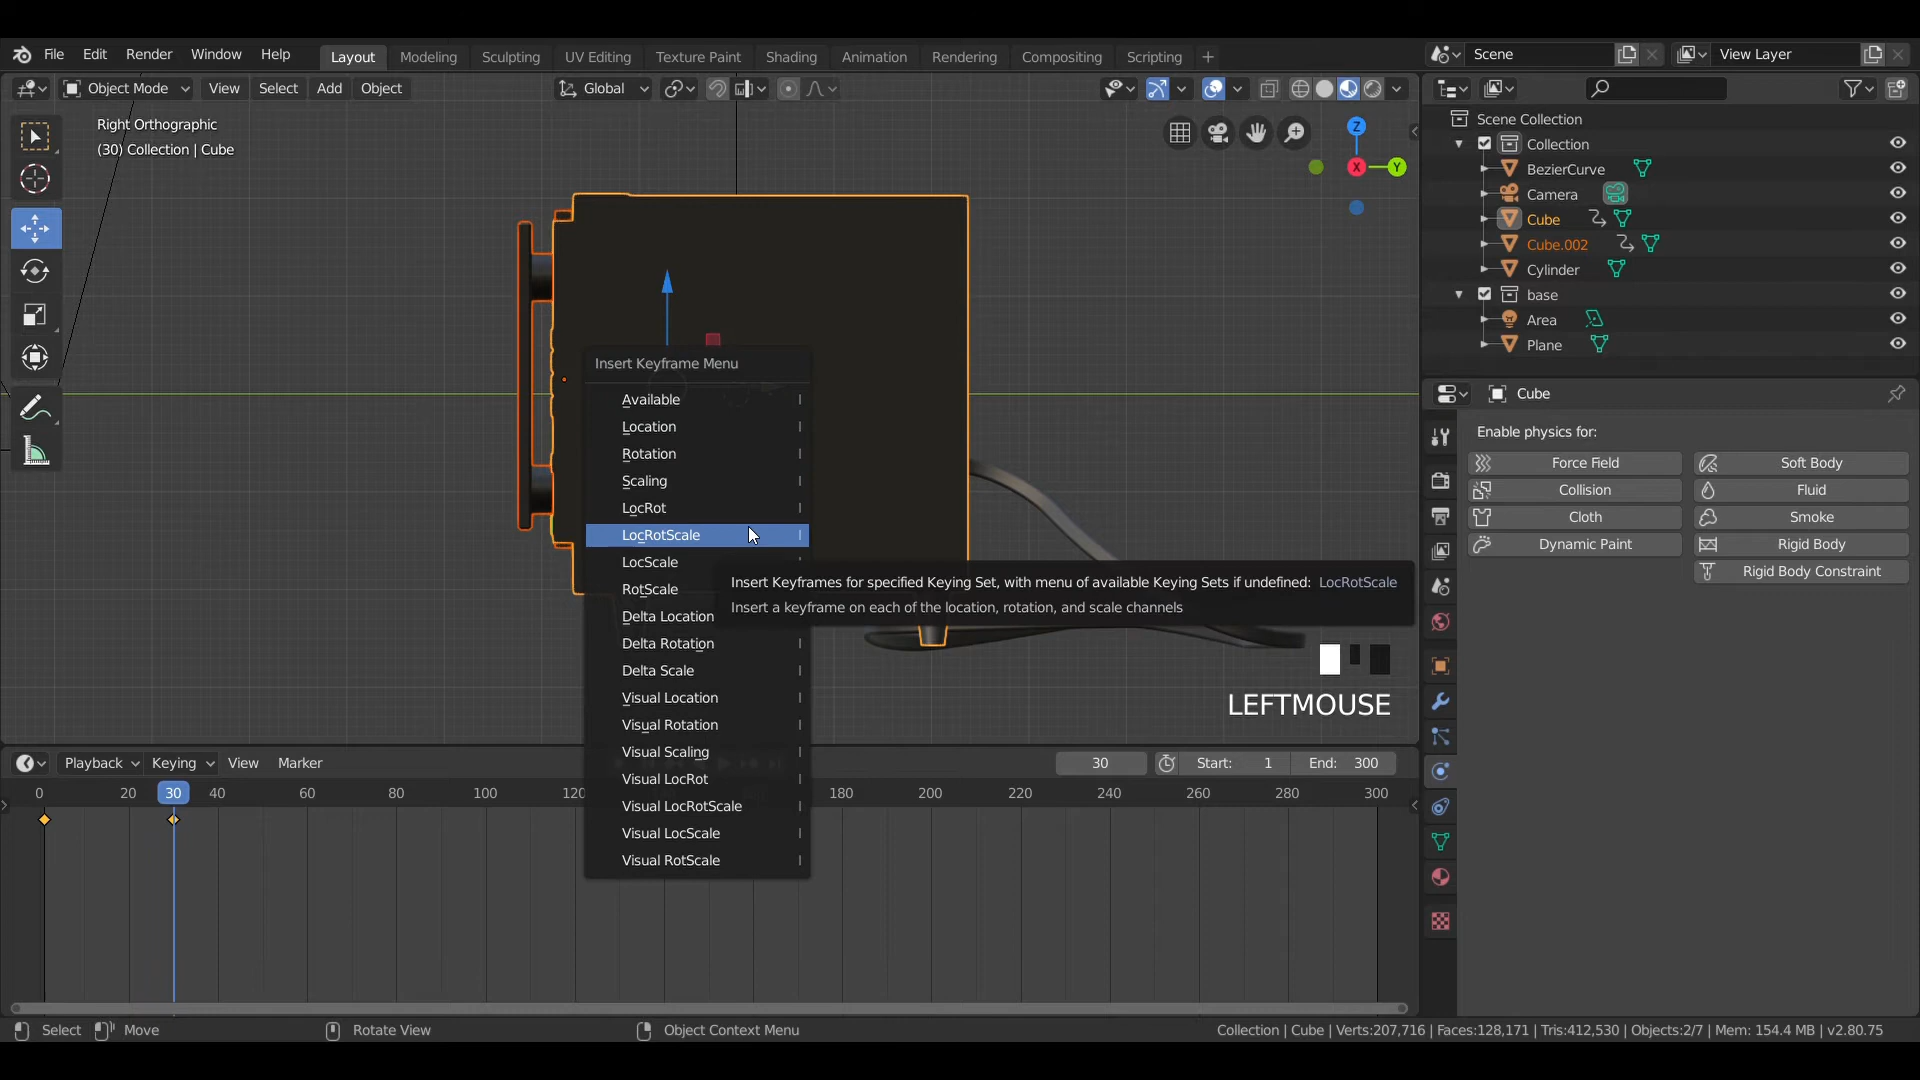 File Edit Render Window Help Layout Modeling Sculpting UV Editing Texture Paint Shading Animation Rendering Compositing Scripting + Scene View Layer
Object Mode View Select Add Object Global
Right Orthographic
(30) Collection | Cube
Z
X Y
Scene Collection
Collection
BezierCurve
Camera
Cube
Cube.002
Cylinder
base
Area
Plane
Cube
Enable physics for:
Force Field Soft Body
Collision Fluid
Cloth Smoke
Dynamic Paint Rigid Body
Rigid Body Constraint
Insert Keyframe Menu
Available I
Location I
Rotation I
Scaling I
LocRot I
LocRotScale I
LocScale
RotScale
Delta Location
Delta Rotation I
Delta Scale I
Visual Location I
Visual Rotation I
Visual Scaling I
Visual LocRot I
Visual LocRotScale I
Visual LocScale I
Visual RotScale I
Insert Keyframes for specified Keying Set, with menu of available Keying Sets if undefined: LocRotScale
Insert a keyframe on each of the location, rotation, and scale channels
LEFTMOUSE
Playback Keying View Marker 30 Start: 1 End: 300
0 20 30 40 60 80 100 120 180 200 220 240 260 280 300
Select Move Rotate View Object Context Menu Collection | Cube | Verts:207,716 | Faces:128,171 | Tris:412,530 | Objects:2/7 | Mem: 154.4 MB | v2.80.75